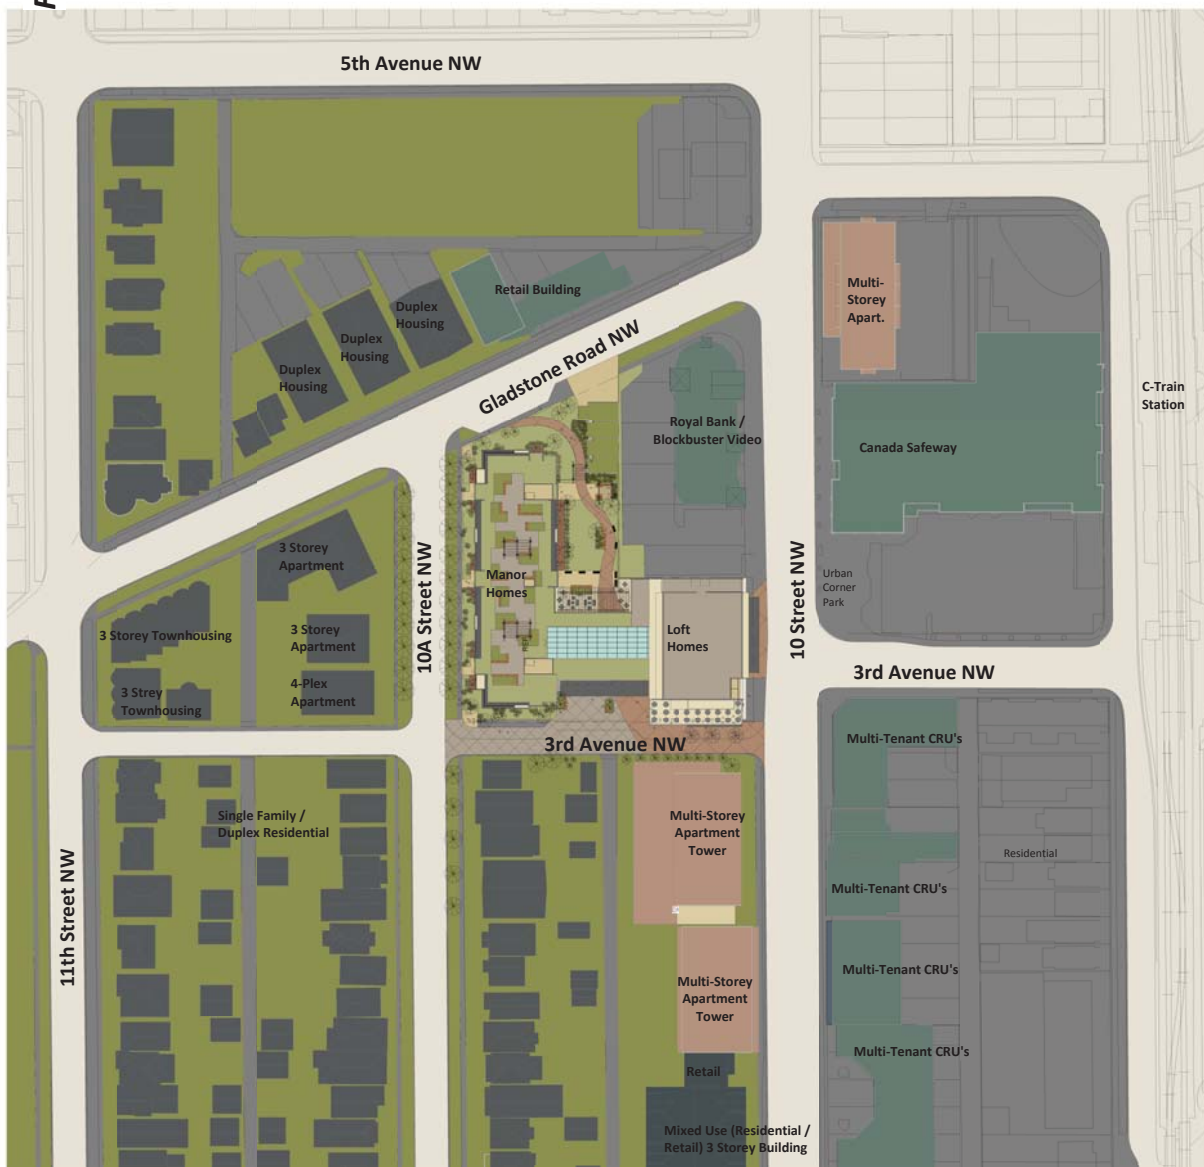 5th Avenue NW
Multi-
Storey
Apart.
Retail Building
Duplex
Housing
Duplex
Housing
Duplex
Housing
Gladstone Road NW
C-Train
Station
Royal Bank /
Blockbuster Video
Canada Safeway
3 Storey
Apartment
10A Street NW
Manor
Homes
10 Street NW
Urban
Corner
Park
3 Storey Townhousing
3 Storey
Apartment
Loft
Homes
4-Plex
Apartment
3 Strey
Townhousing
3rd Avenue NW
3rd Avenue NW
Multi-Tenant CRU's
Single Family /
Duplex Residential
Multi-Storey
Apartment
Tower
Residential
Multi-Tenant CRU's
11th Street NW
Multi-Storey
Apartment
Tower
Multi-Tenant CRU's
Multi-Tenant CRU's
Retail
Mixed Use (Residential /
Retail) 3 Storey Building